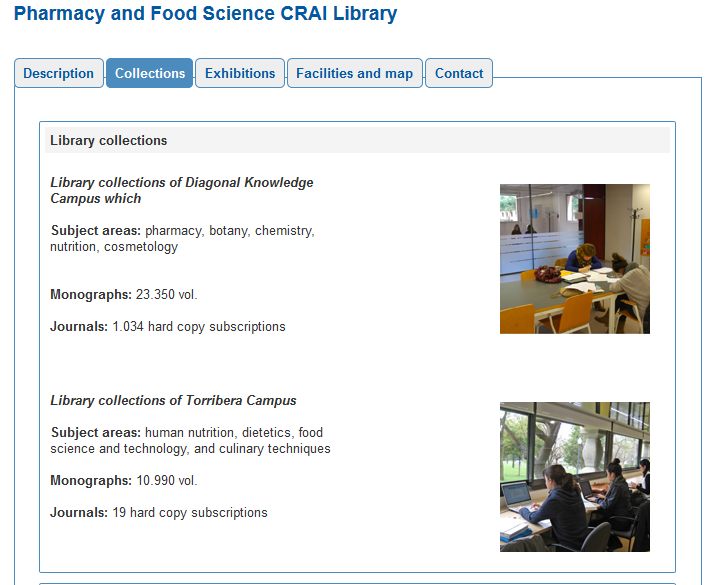 Pharmacy and Food Science CRAI Library
Description Collections Exhibitions Facilities and map Contact
Library collections
Library collections of Diagonal Knowledge
Campus which
Subject areas: pharmacy, botany, chemistry,
nutrition, cosmetology
Monographs: 23.350 vol.
Journals: 1.034 hard copy subscriptions
Library collections of Torribera Campus
Subject areas: human nutrition, dietetics, food
science and technology, and culinary techniques
Monographs: 10.990 vol.
Journals: 19 hard copy subscriptions